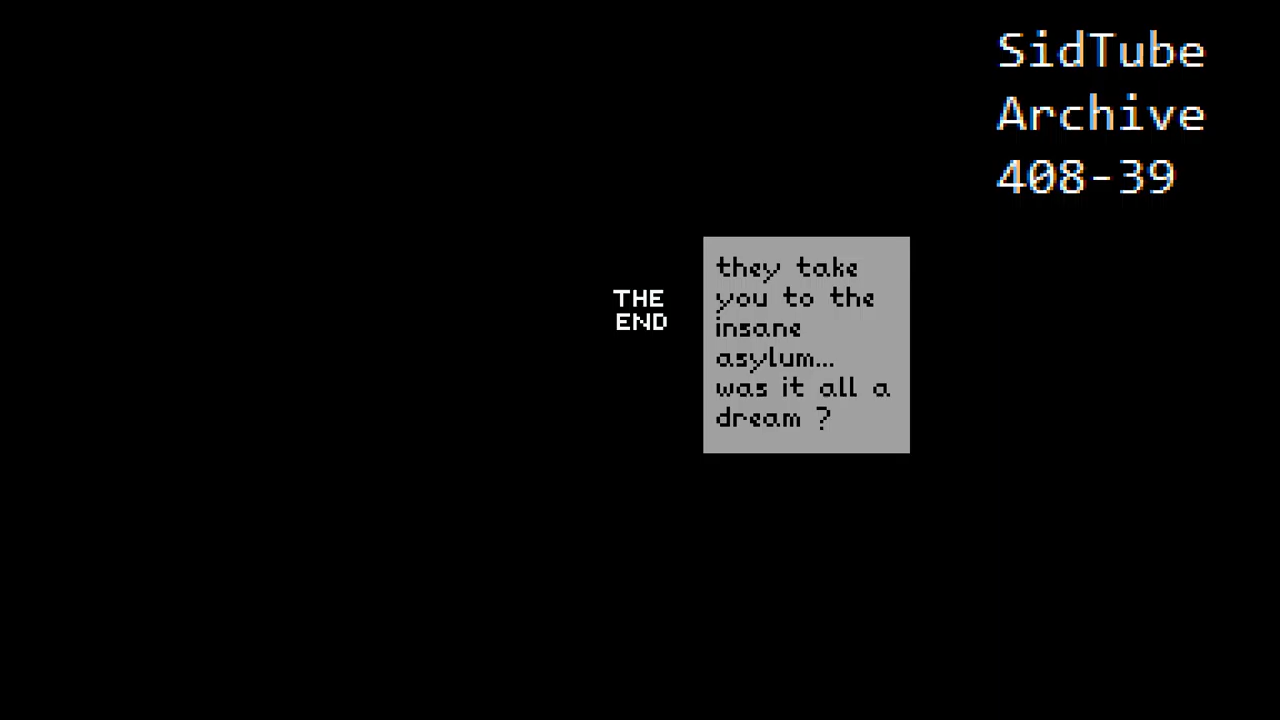 SidTube
Archive
408-39
THE
END
they take
you to the
insane
asylum...
was it all a
dream ?